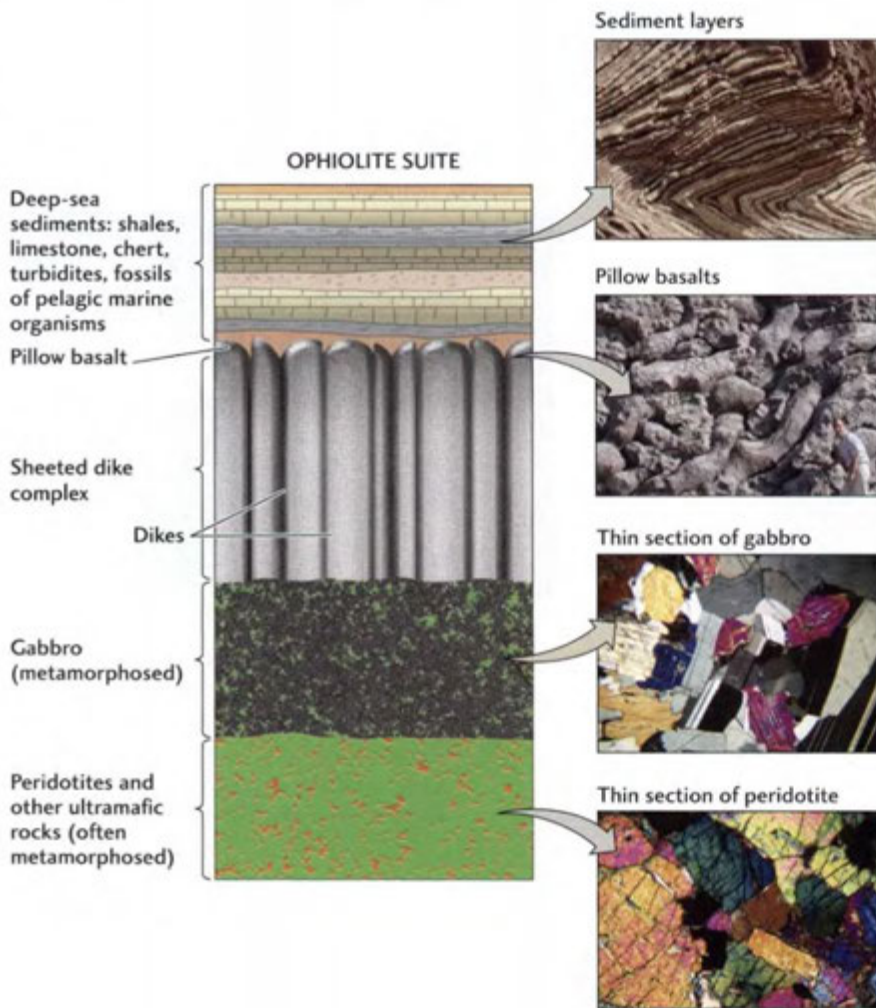 OPHIOLITE SUITE
Deep-sea
sediments: shales,
limestone, chert,
turbidites, fossils
of pelagic marine
organisms
Pillow basalt
Sheeted dike
complex
Dikes
Gabbro
(metamorphosed)
Peridotites and
other ultramafic
rocks (often
metamorphosed)
Sediment layers
Pillow basalts
Thin section of gabbro
Thin section of peridotite